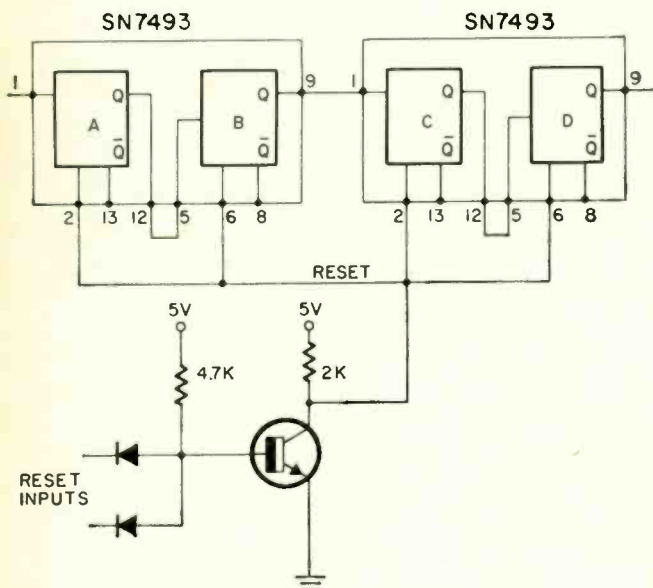 SN7493 SN7493
1 9 1 9
A Q B Q C Q D Q
Q̅ Q̅ Q̅ Q̅
2 13 12 5 6 8 2 13 12 5 6 8
RESET
5V 5V
4.7K 2K
RESET
INPUTS